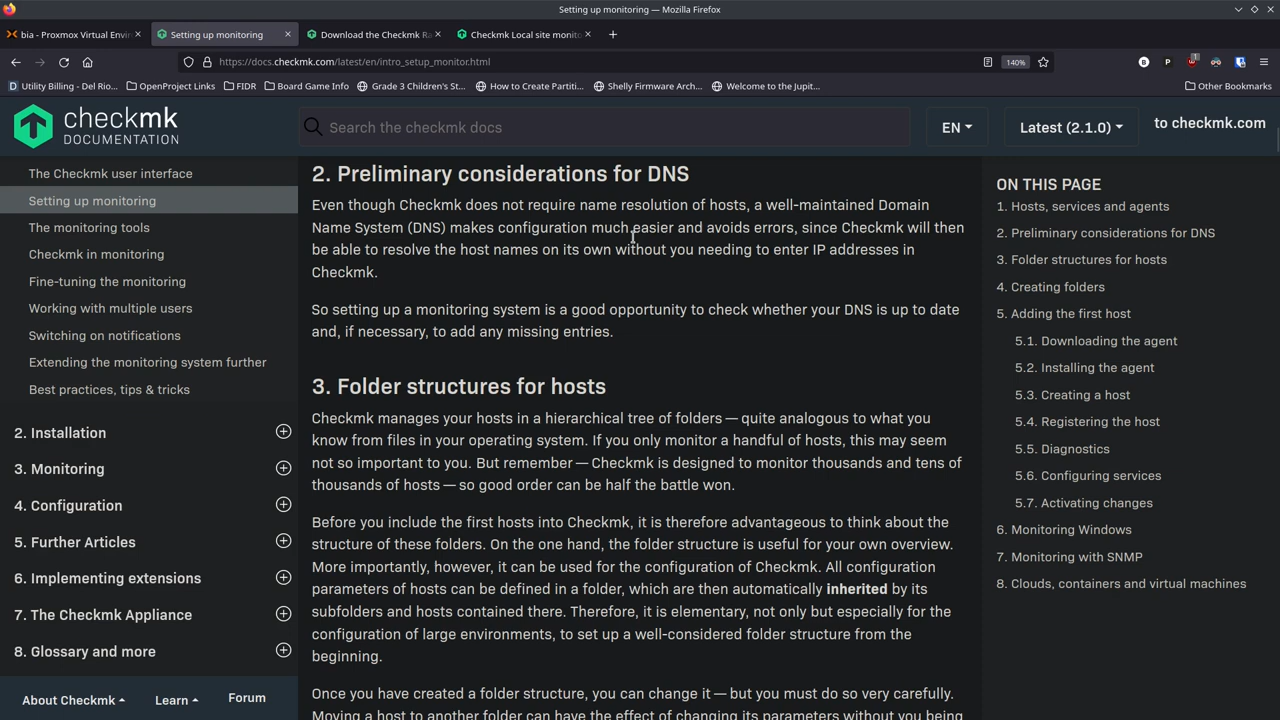 Setting up monitoring — Mozilla Firefox
bia - Proxmox Virtual Envir
Setting up monitoring
Download the Checkmk Ra
Checkmk Local site monito
https://docs.checkmk.com/latest/en/intro_setup_monitor.html
140%
Utility Billing - Del Rio...
OpenProject Links
FIDR
Board Game Info
Grade 3 Children's St...
How to Create Partiti...
Shelly Firmware Arch...
Welcome to the Jupit...
Other Bookmarks
checkmk
DOCUMENTATION
Search the checkmk docs
EN
Latest (2.1.0)
to checkmk.com
The Checkmk user interface
Setting up monitoring
The monitoring tools
Checkmk in monitoring
Fine-tuning the monitoring
Working with multiple users
Switching on notifications
Extending the monitoring system further
Best practices, tips & tricks
2. Installation
3. Monitoring
4. Configuration
5. Further Articles
6. Implementing extensions
7. The Checkmk Appliance
8. Glossary and more
About Checkmk
Learn
Forum
2. Preliminary considerations for DNS
Even though Checkmk does not require name resolution of hosts, a well-maintained Domain
Name System (DNS) makes configuration much easier and avoids errors, since Checkmk will then
be able to resolve the host names on its own without you needing to enter IP addresses in
Checkmk.
So setting up a monitoring system is a good opportunity to check whether your DNS is up to date
and, if necessary, to add any missing entries.
3. Folder structures for hosts
Checkmk manages your hosts in a hierarchical tree of folders — quite analogous to what you
know from files in your operating system. If you only monitor a handful of hosts, this may seem
not so important to you. But remember — Checkmk is designed to monitor thousands and tens of
thousands of hosts — so good order can be half the battle won.
Before you include the first hosts into Checkmk, it is therefore advantageous to think about the
structure of these folders. On the one hand, the folder structure is useful for your own overview.
More importantly, however, it can be used for the configuration of Checkmk. All configuration
parameters of hosts can be defined in a folder, which are then automatically inherited by its
subfolders and hosts contained there. Therefore, it is elementary, not only but especially for the
configuration of large environments, to set up a well-considered folder structure from the
beginning.
Once you have created a folder structure, you can change it — but you must do so very carefully.
Moving a host to another folder can have the effect of changing its parameters without you being
ON THIS PAGE
1. Hosts, services and agents
2. Preliminary considerations for DNS
3. Folder structures for hosts
4. Creating folders
5. Adding the first host
5.1. Downloading the agent
5.2. Installing the agent
5.3. Creating a host
5.4. Registering the host
5.5. Diagnostics
5.6. Configuring services
5.7. Activating changes
6. Monitoring Windows
7. Monitoring with SNMP
8. Clouds, containers and virtual machines